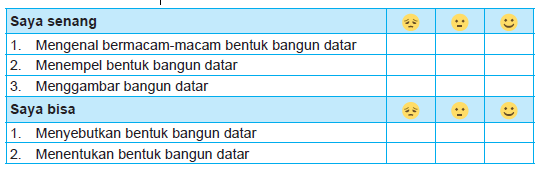 Saya senang
1. Mengenal bermacam-macam bentuk bangun datar
2. Menempel bentuk bangun datar
3. Menggambar bangun datar
Saya bisa
1. Menyebutkan bentuk bangun datar
2. Menentukan bentuk bangun datar